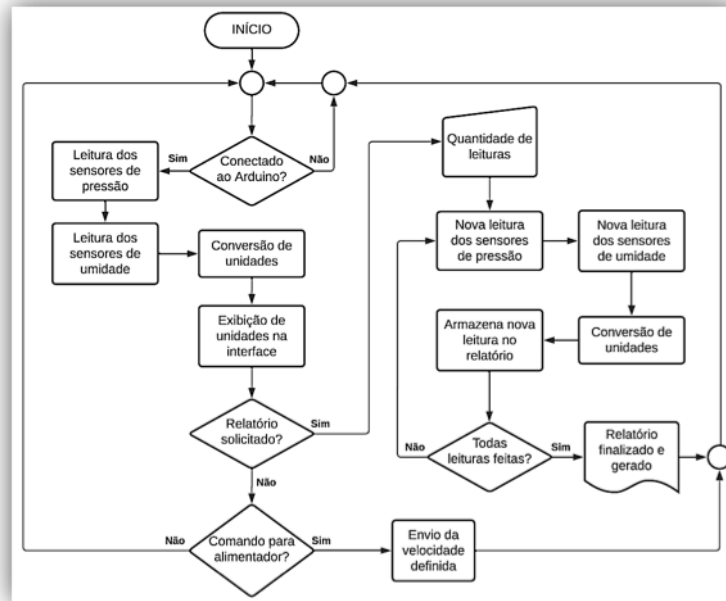 INÍCIO
Conectado
ao Arduino?
Sim
Não
Leitura dos
sensores de
pressão
Leitura dos
sensores de
umidade
Conversão de
unidades
Exibição de
unidades na
interface
Relatório
solicitado?
Sim
Não
Comando para
alimentador?
Não
Sim
Envio da
velocidade
definida
Quantidade de
leituras
Nova leitura
dos sensores
de pressão
Nova leitura
dos sensores
de umidade
Conversão de
unidades
Armazena nova
leitura no
relatório
Todas
leituras feitas?
Não
Sim
Relatório
finalizado e
gerado